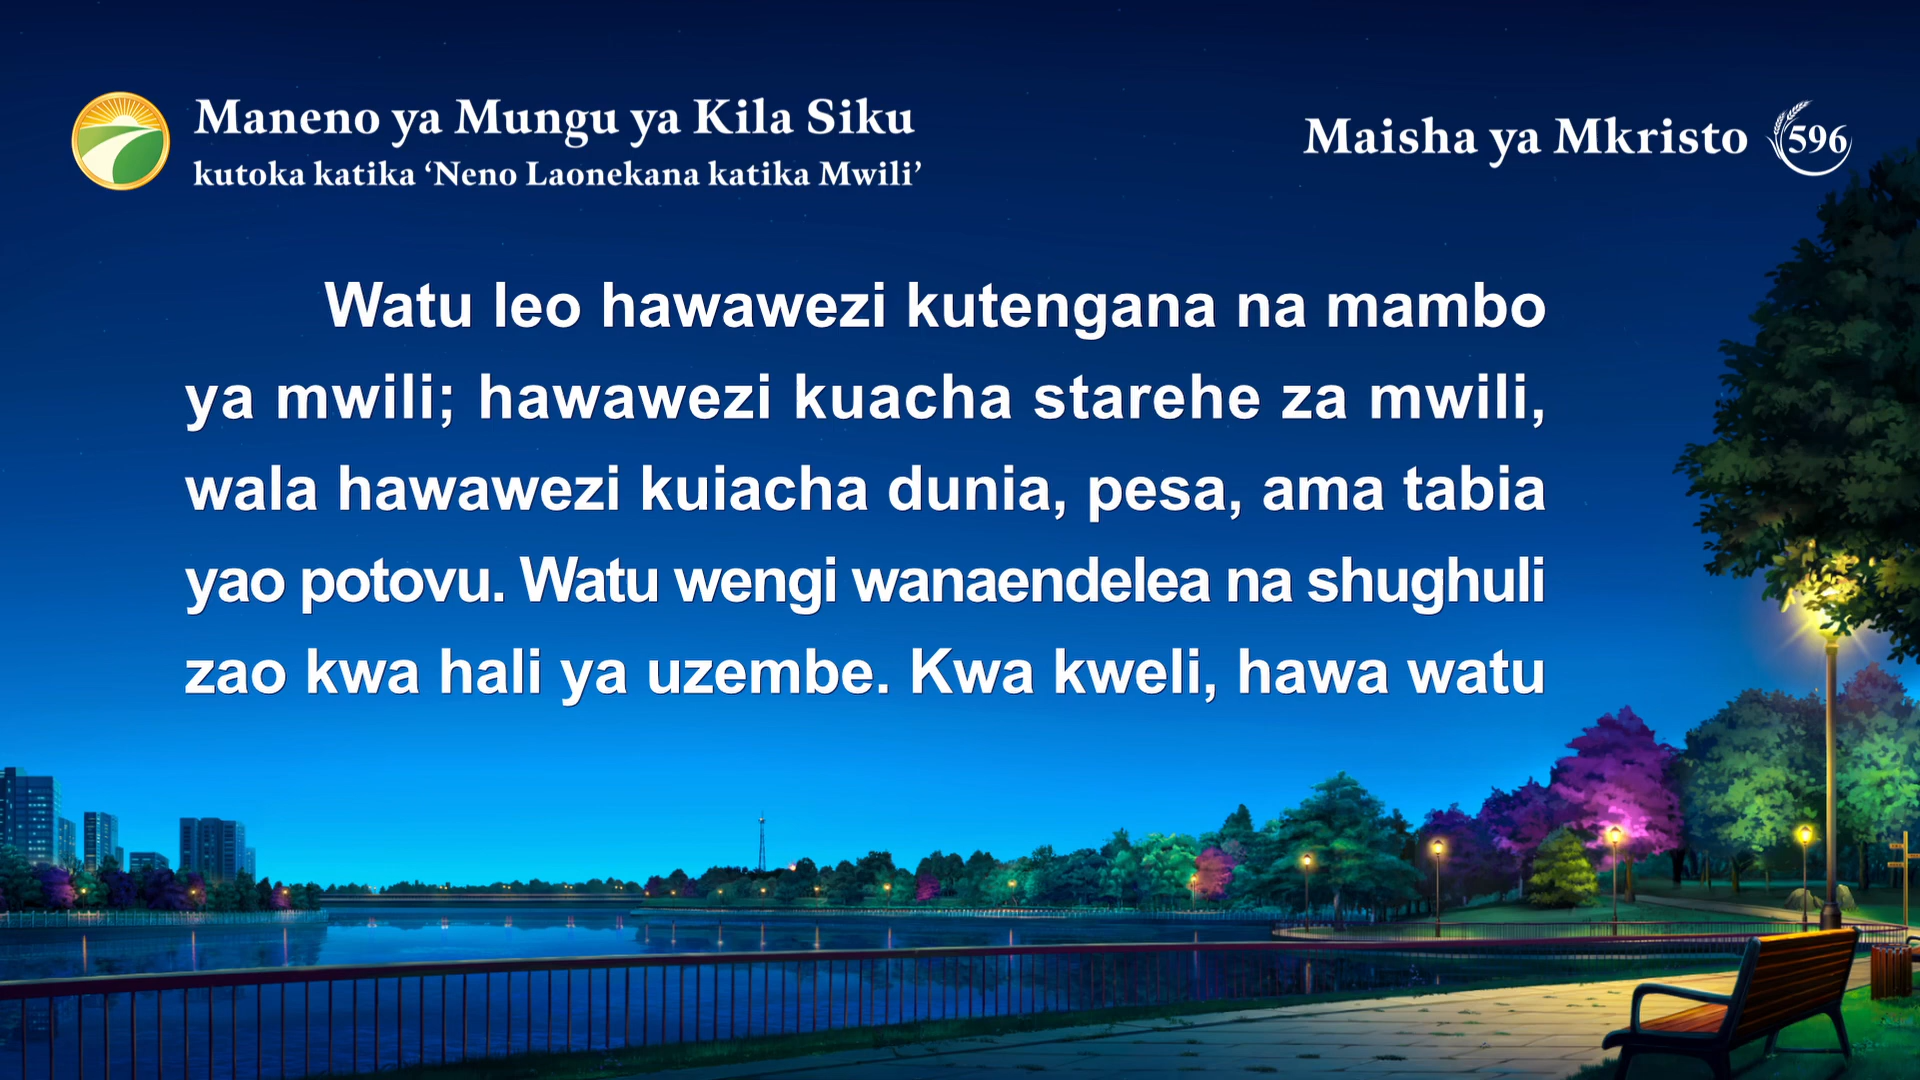 Maneno ya Mungu ya Kila Siku
kutoka katika ‘Neno Laonekana katika Mwili’
Maisha ya Mkristo 596
Watu leo hawawezi kutengana na mambo
ya mwili; hawawezi kuacha starehe za mwili,
wala hawawezi kuiacha dunia, pesa, ama tabia
yao potovu. Watu wengi wanaendelea na shughuli
zao kwa hali ya uzembe. Kwa kweli, hawa watu